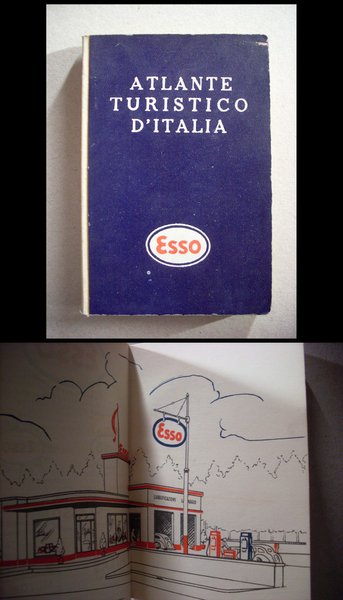 ATLANTE
TURISTICO
D'ITALIA
Esso
Esso
LUBRIFICAZIONE